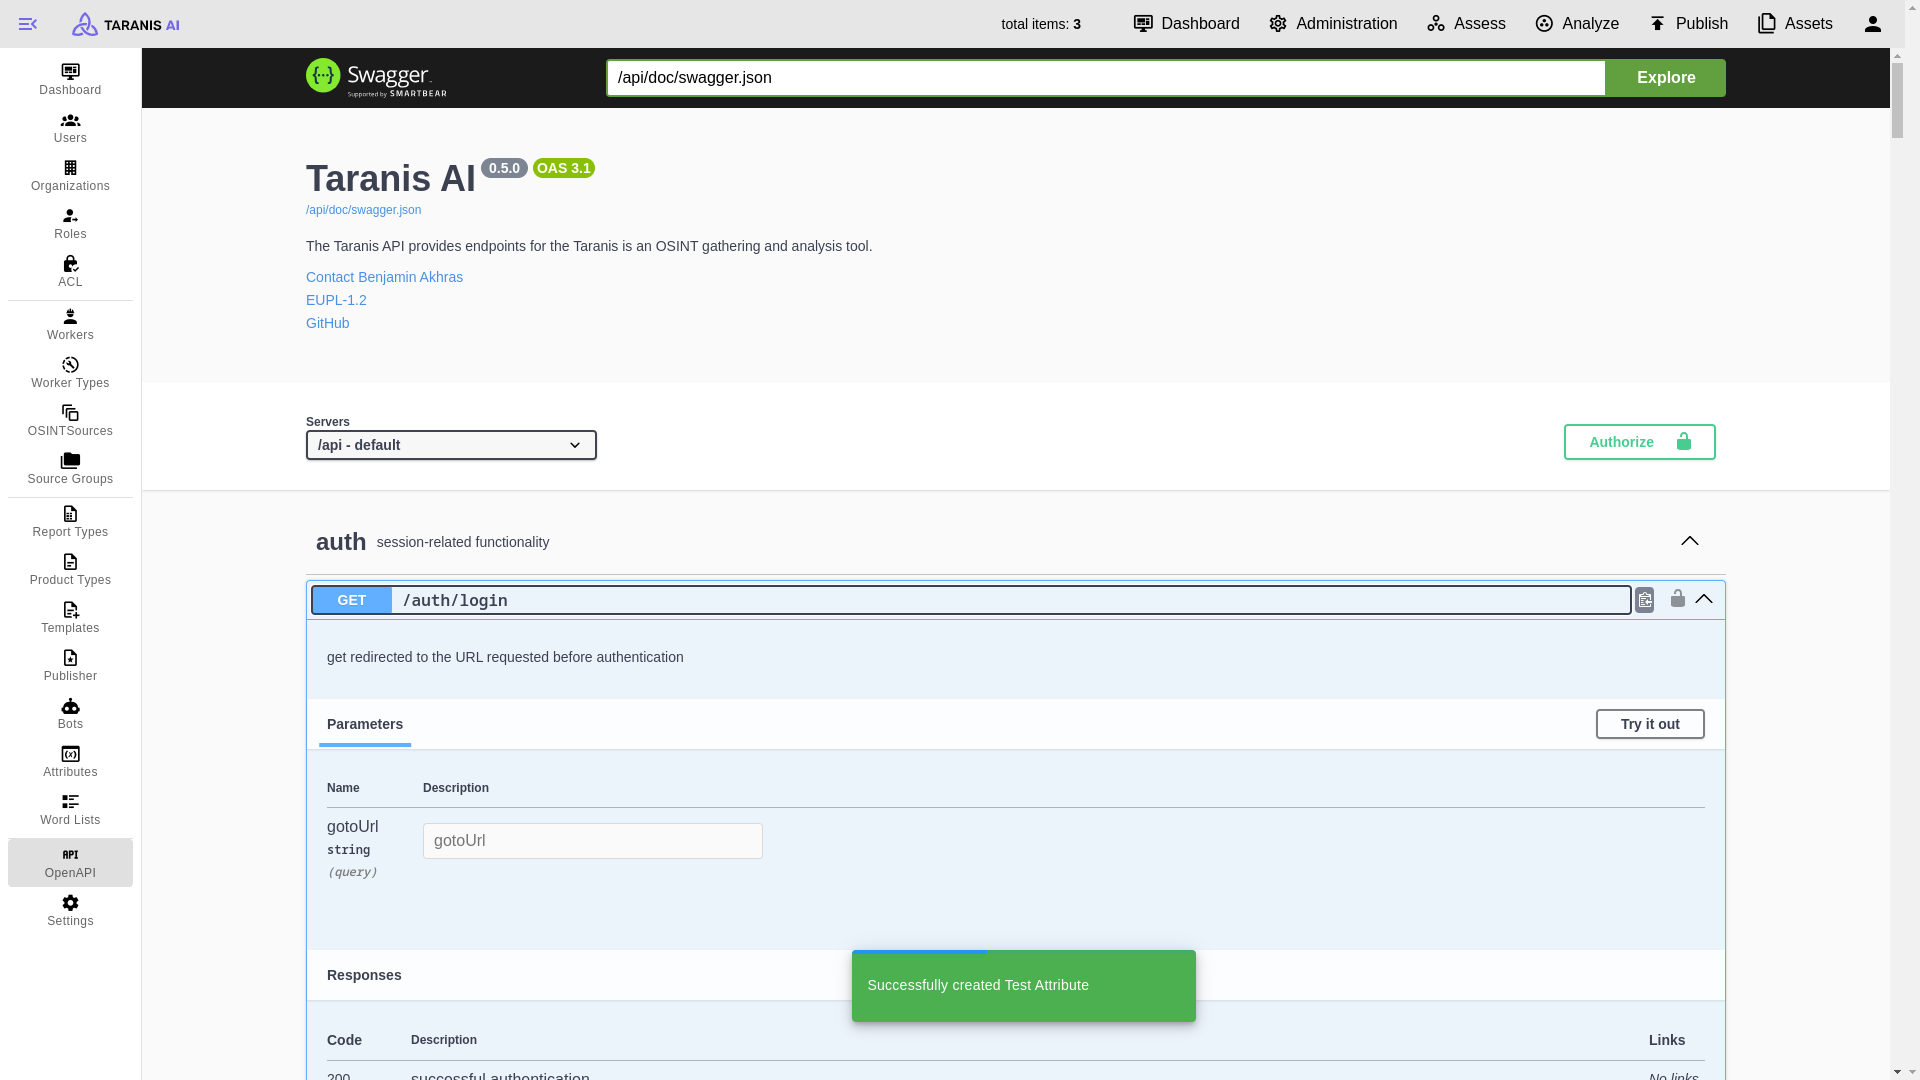 TARANIS AI
total items: 3
Dashboard
Administration
Assess
Analyze
Publish
Assets
Dashboard
Users
Organizations
Roles
ACL
Workers
Worker Types
OSINTSources
Source Groups
Report Types
Product Types
Templates
Publisher
Bots
Attributes
Word Lists
API
OpenAPI
Settings
Swagger.
Supported by SMARTBEAR
/api/doc/swagger.json
Explore
Taranis AI 0.5.0 OAS 3.1
/api/doc/swagger.json
The Taranis API provides endpoints for the Taranis is an OSINT gathering and analysis tool.
Contact Benjamin Akhras
EUPL-1.2
GitHub
Servers
/api - default
Authorize
auth session-related functionality
GET /auth/login
get redirected to the URL requested before authentication
Parameters
Try it out
Name Description
gotoUrl
string
(query)
gotoUrl
Responses
Successfully created Test Attribute
Code Description Links
200 successful authentication No links